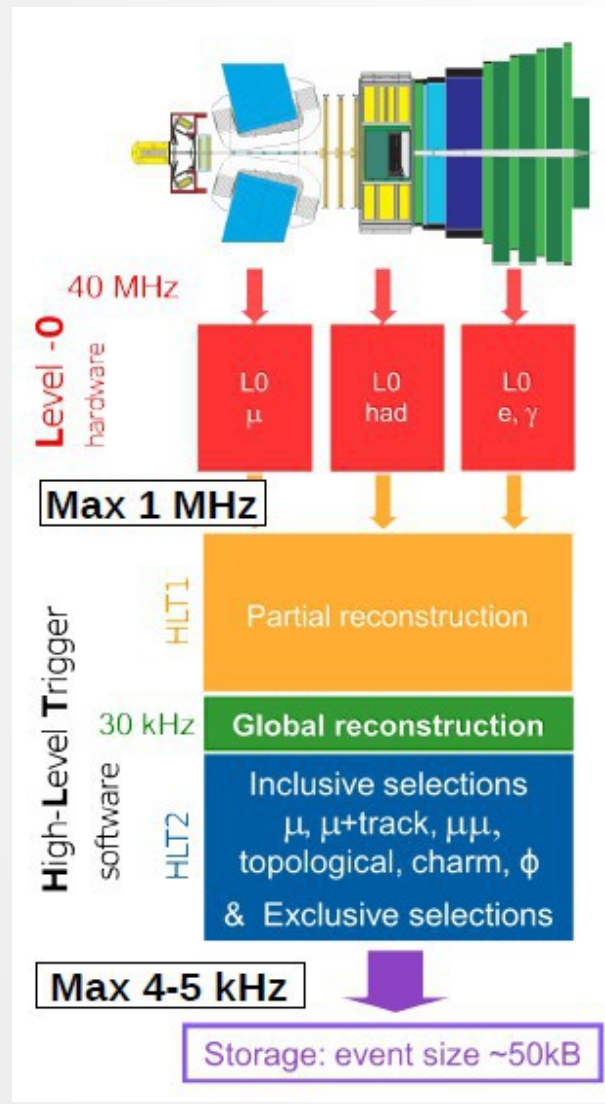 40 MHz
Level -0
hardware
L0
μ
L0
had
L0
e, γ
Max 1 MHz
High-Level Trigger
software
HLT1
Partial reconstruction
30 kHz
Global reconstruction
HLT2
Inclusive selections
μ, μ+track, μμ,
topological, charm, ϕ
& Exclusive selections
Max 4-5 kHz
Storage: event size ~50kB